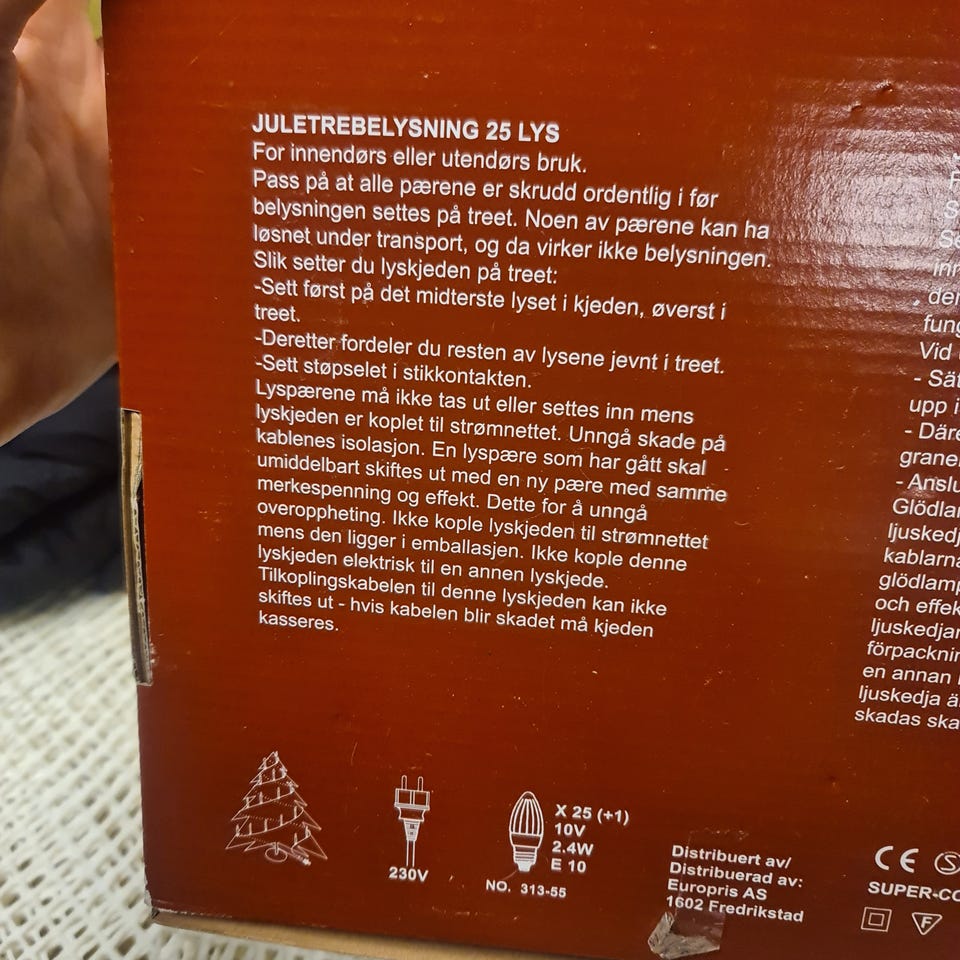 JULETREBELYSNING 25 LYS
For innendørs eller utendørs bruk.
Pass på at alle pærene er skrudd ordentlig i før
belysningen settes på treet. Noen av pærene kan ha
løsnet under transport, og da virker ikke belysningen.
Slik setter du lyskjeden på treet:
-Sett først på det midterste lyset i kjeden, øverst i
treet.
-Deretter fordeler du resten av lysene jevnt i treet.
-Sett støpselet i stikkontakten.
Lyspærene må ikke tas ut eller settes inn mens
lyskjeden er koplet til strømnettet. Unngå skade på
kablenes isolasjon. En lyspære som har gått skal
umiddelbart skiftes ut med en ny pære med samme
merkespenning og effekt. Dette for å unngå
overoppheting. Ikke kople lyskjeden til strømnettet
mens den ligger i emballasjen. Ikke kople denne
lyskjeden elektrisk til en annen lyskjede.
Tilkoplingskabelen til denne lyskjeden kan ikke
skiftes ut - hvis kabelen blir skadet må kjeden
kasseres.
inn
der
fung
Vid
- Sät
upp i
- Däre
grane
- Anslu
Glödlar
ljuskedj
kablarna
glödlamp
och effek
ljuskedjar
förpacknin
en annan
ljuskedja ä
skadas ska
230V
X 25 (+1)
10V
2.4W
E 10
NO. 313-55
Distribuert av/
Distribuerad av:
Europris AS
1602 Fredrikstad
CE S
SUPER-CO
F